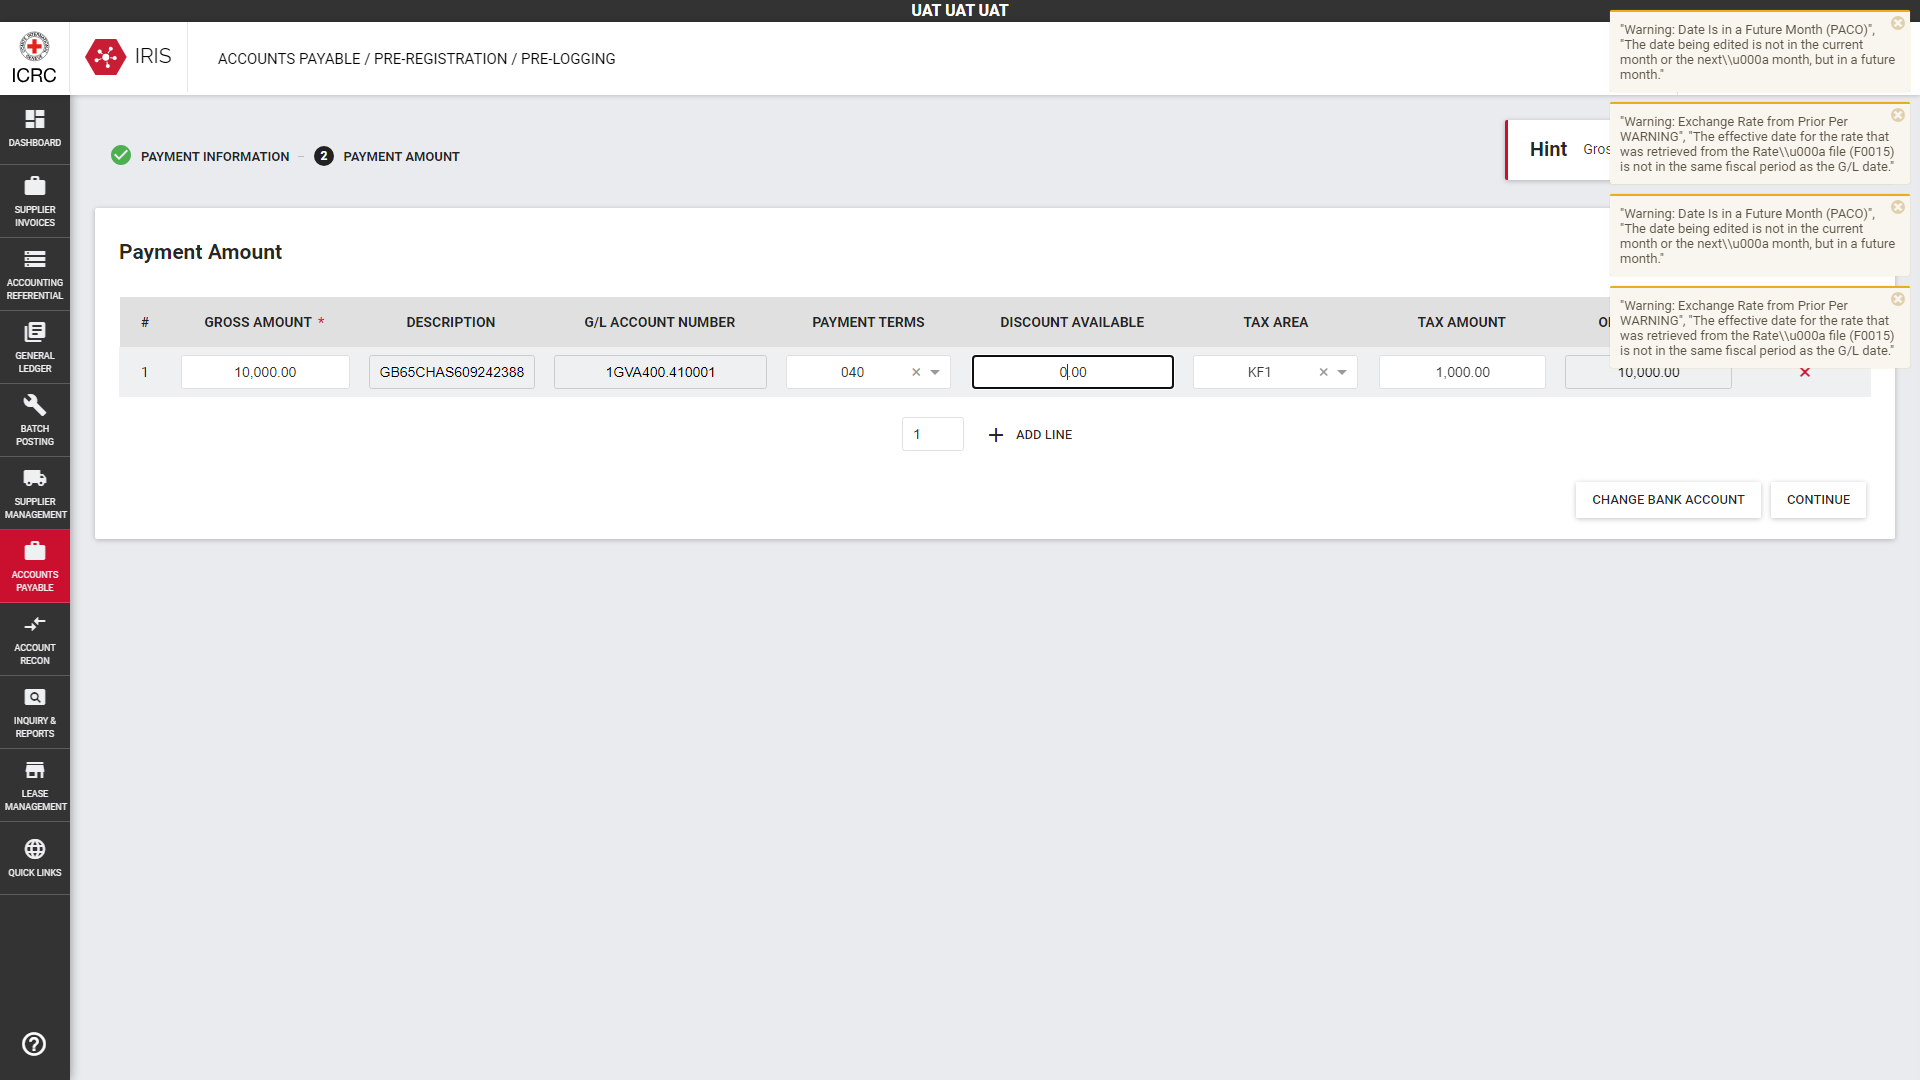 UAT UAT UAT
ICRC
IRIS
ACCOUNTS PAYABLE / PRE-REGISTRATION / PRE-LOGGING
"Warning: Date Is in a Future Month (PACO)",
"The date being edited is not in the current
month or the next\\u000a month, but in a future
month."
"Warning: Exchange Rate from Prior Per
WARNING", "The effective date for the rate that
was retrieved from the Rate\\u000a file (F0015)
is not in the same fiscal period as the G/L date."
"Warning: Date Is in a Future Month (PACO)",
"The date being edited is not in the current
month or the next\\u000a month, but in a future
month."
"Warning: Exchange Rate from Prior Per
WARNING", "The effective date for the rate that
was retrieved from the Rate\\u000a file (F0015)
is not in the same fiscal period as the G/L date."
DASHBOARD
SUPPLIER
INVOICES
ACCOUNTING
REFERENTIAL
GENERAL
LEDGER
BATCH
POSTING
SUPPLIER
MANAGEMENT
ACCOUNTS
PAYABLE
ACCOUNT
RECON
INQUIRY &
REPORTS
LEASE
MANAGEMENT
QUICK LINKS
PAYMENT INFORMATION
2 PAYMENT AMOUNT
Hint Gros
Payment Amount
# GROSS AMOUNT * DESCRIPTION G/L ACCOUNT NUMBER PAYMENT TERMS DISCOUNT AVAILABLE TAX AREA TAX AMOUNT
1 10,000.00 GB65CHAS609242388 1GVA400.410001 040 0.00 KF1 1,000.00 10,000.00
1 ADD LINE
CHANGE BANK ACCOUNT CONTINUE